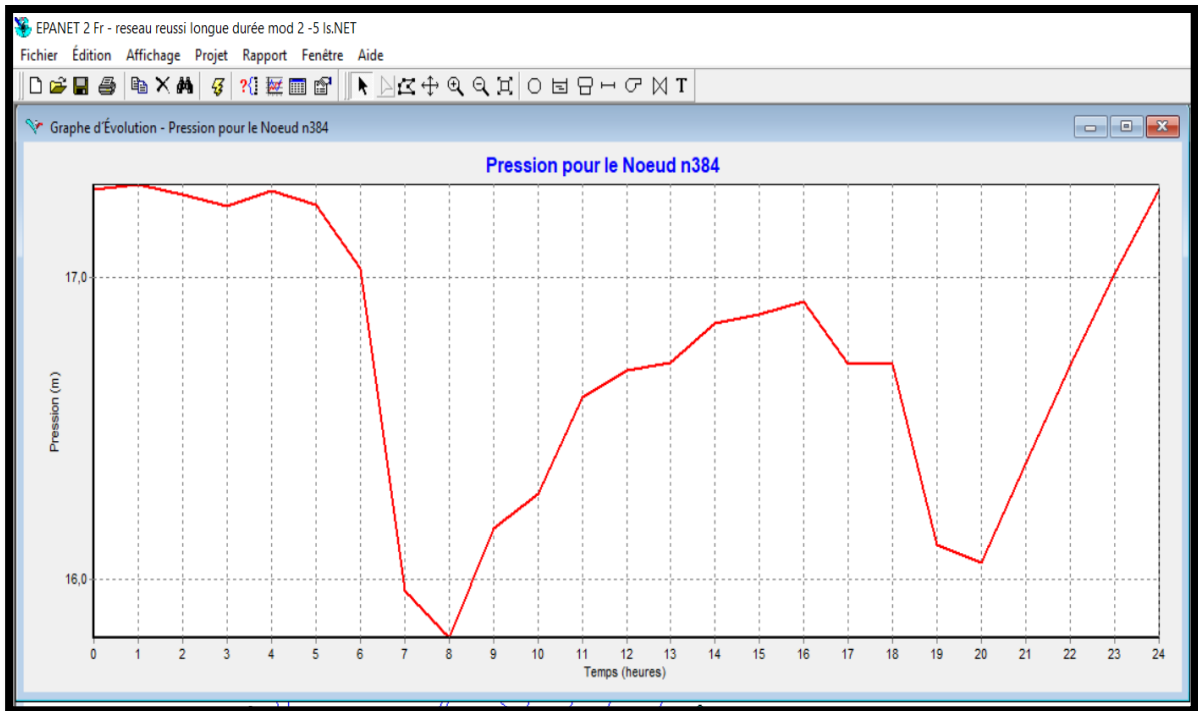 EPANET 2 Fr - reseau reussi longue durée mod 2 -5 ls.NET
Fichier Édition Affichage Projet Rapport Fenêtre Aide
T
Graphe d'Évolution - Pression pour le Noeud n384
Pression pour le Noeud n384
17,0
Pression (m)
16,0
0 1 2 3 4 5 6 7 8 9 10 11 12 13 14 15 16 17 18 19 20 21 22 23 24
Temps (heures)